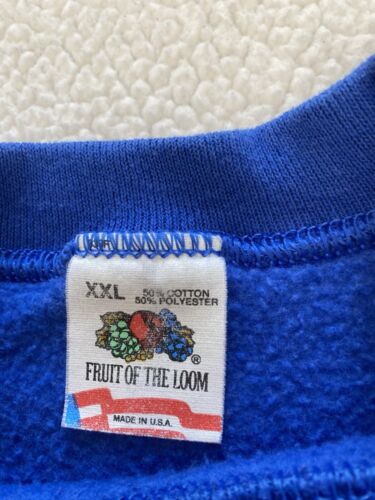 XXL 50% COTTON
50% POLYESTER
®
FRUIT OF THE LOOM
MADE IN U.S.A.